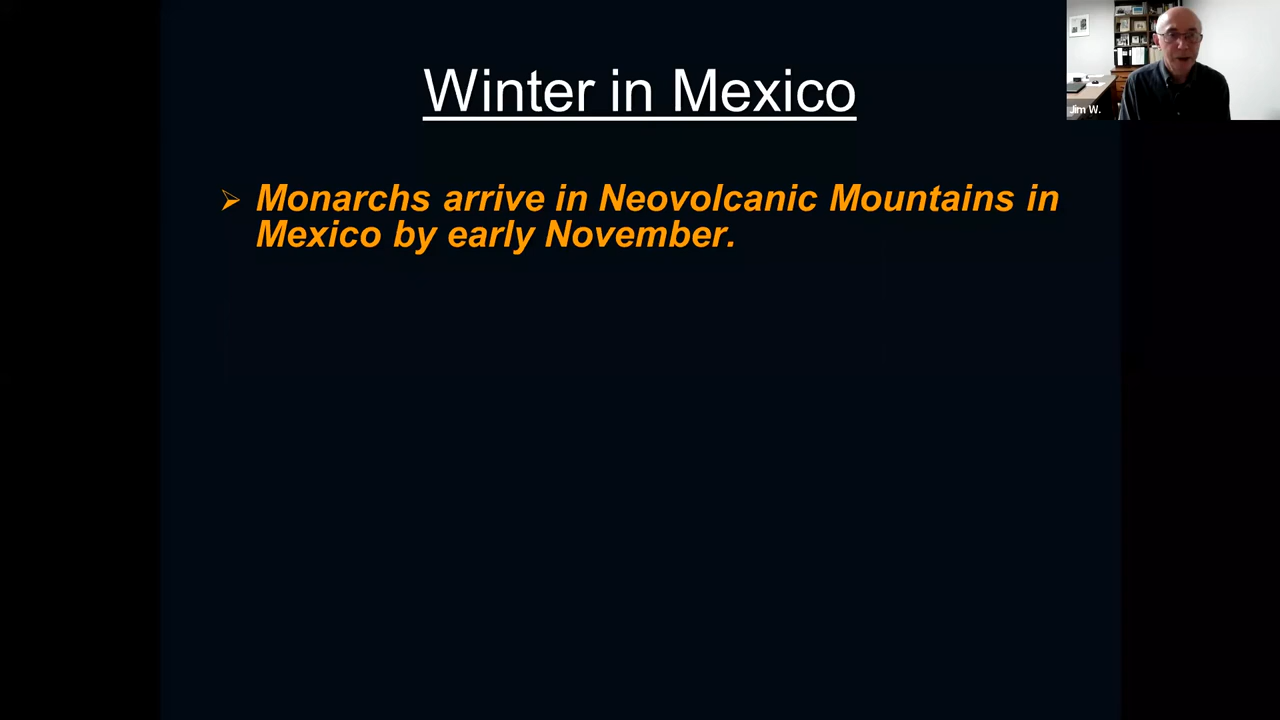 Winter in Mexico
Jim W.
➢ Monarchs arrive in Neovolcanic Mountains in
Mexico by early November.